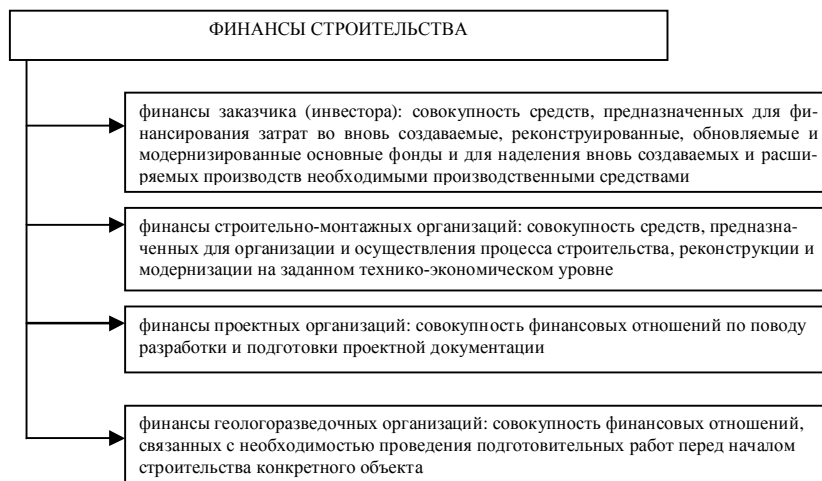 ФИНАНСЫ СТРОИТЕЛЬСТВА
финансы заказчика (инвестора): совокупность средств, предназначенных для фи-
нансирования затрат во вновь создаваемые, реконструированные, обновляемые и
модернизированные основные фонды и для наделения вновь создаваемых и расши-
ряемых производств необходимыми производственными средствами
финансы строительно-монтажных организаций: совокупность средств, предназна-
ченных для организации и осуществления процесса строительства, реконструкции и
модернизации на заданном технико-экономическом уровне
финансы проектных организаций: совокупность финансовых отношений по поводу
разработки и подготовки проектной документации
финансы геологоразведочных организаций: совокупность финансовых отношений,
связанных с необходимостью проведения подготовительных работ перед началом
строительства конкретного объекта